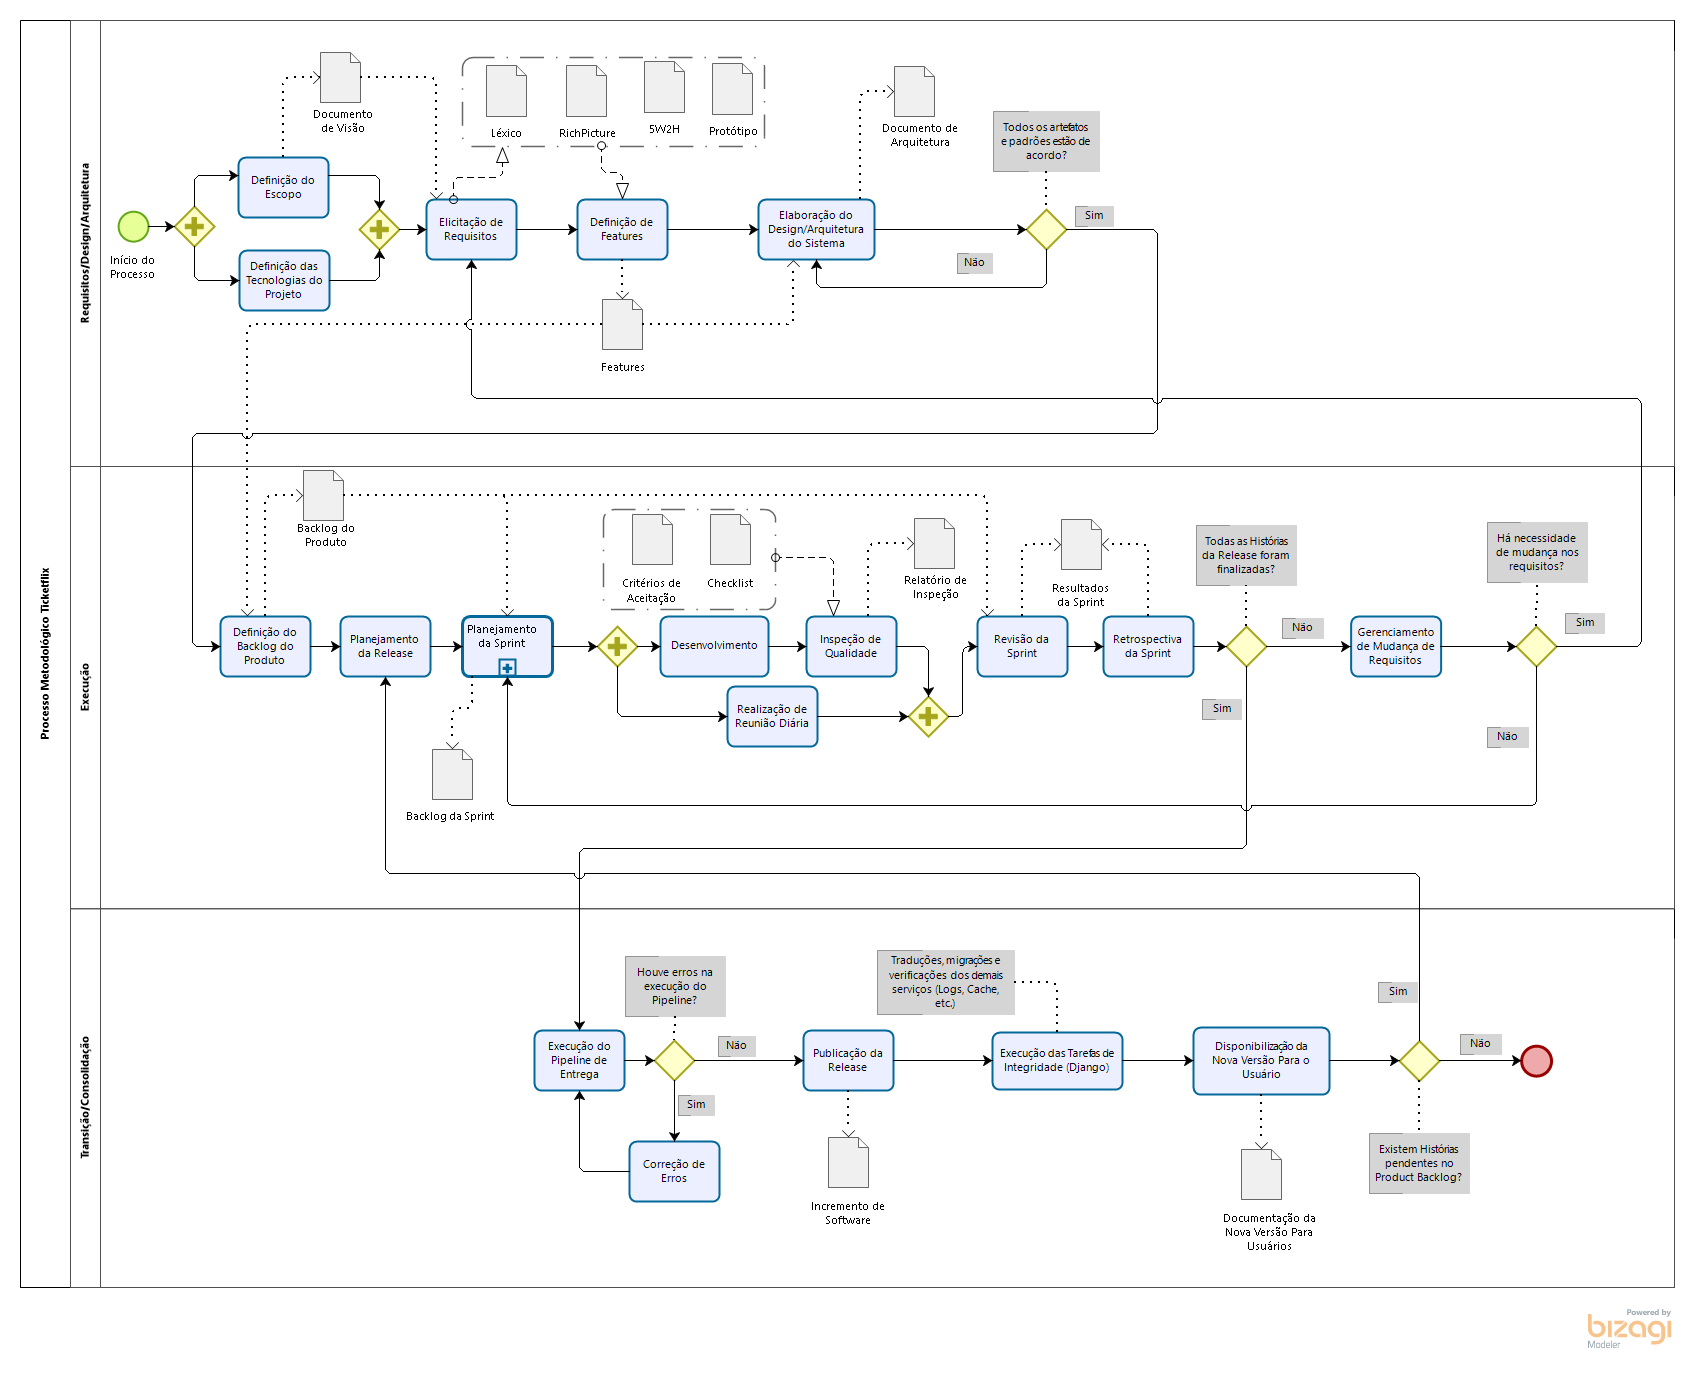 Processo Metodológico Ticketflix
Requisitos/Design/Arquitetura
Documento
de Visão
Léxico
RichPicture
5W2H
Protótipo
Documento de
Arquitetura
Todos os artefatos
e padrões estão de
acordo?
Início do
Processo
Definição do
Escopo
Definição das
Tecnologias do
Projeto
Elicitação de
Requisitos
Definição de
Features
Elaboração do
Design/Arquitetura
do Sistema
Sim
Não
Features
Execução
Backlog do
Produto
Critérios de
Aceitação
Checklist
Relatório de
Inspeção
Resultados
da Sprint
Todas as Histórias
da Release foram
finalizadas?
Há necessidade
de mudança nos
requisitos?
Definição do
Backlog do
Produto
Planejamento
da Release
Planejamento
da Sprint
Desenvolvimento
Inspeção de
Qualidade
Realização de
Reunião Diária
Revisão da
Sprint
Retrospectiva
da Sprint
Não
Sim
Gerenciamento
de Mudança de
Requisitos
Sim
Não
Backlog da Sprint
Transição/Consolidação
Houve erros na
execução do
Pipeline?
Traduções, migrações e
verificações dos demais
serviços (Logs, Cache,
etc.)
Execução do
Pipeline de
Entrega
Não
Sim
Correção de
Erros
Publicação da
Release
Incremento de
Software
Execução das Tarefas de
Integridade (Django)
Disponibilização da
Nova Versão Para o
Usuário
Documentação da
Nova Versão Para
Usuários
Sim
Não
Existem Histórias
pendentes no
Product Backlog?
Powered by
bizagi
Modeler